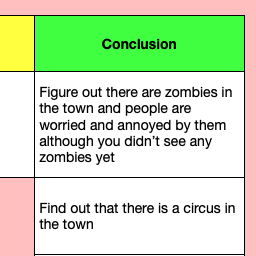 Conclusion
Figure out there are zombies in
the town and people are
worried and annoyed by them
although you didn’t see any
zombies yet
Find out that there is a circus in
the town